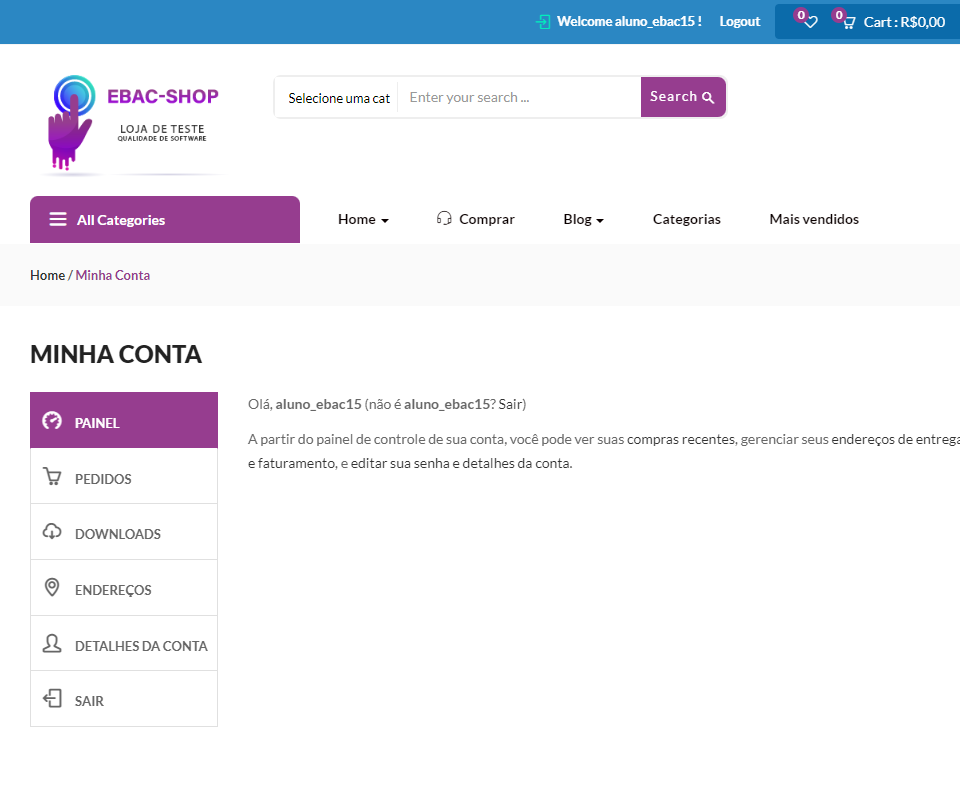 Welcome aluno_ebac15 ! Logout 0 0 Cart : R$0,00
EBAC-SHOP
LOJA DE TESTE
QUALIDADE DE SOFTWARE
Selecione uma cat Enter your search ... Search
All Categories Home Comprar Blog Categorias Mais vendidos
Home / Minha Conta
MINHA CONTA
PAINEL
PEDIDOS
DOWNLOADS
ENDEREÇOS
DETALHES DA CONTA
SAIR
Olá, aluno_ebac15 (não é aluno_ebac15? Sair)
A partir do painel de controle de sua conta, você pode ver suas compras recentes, gerenciar seus endereços de entrega
e faturamento, e editar sua senha e detalhes da conta.